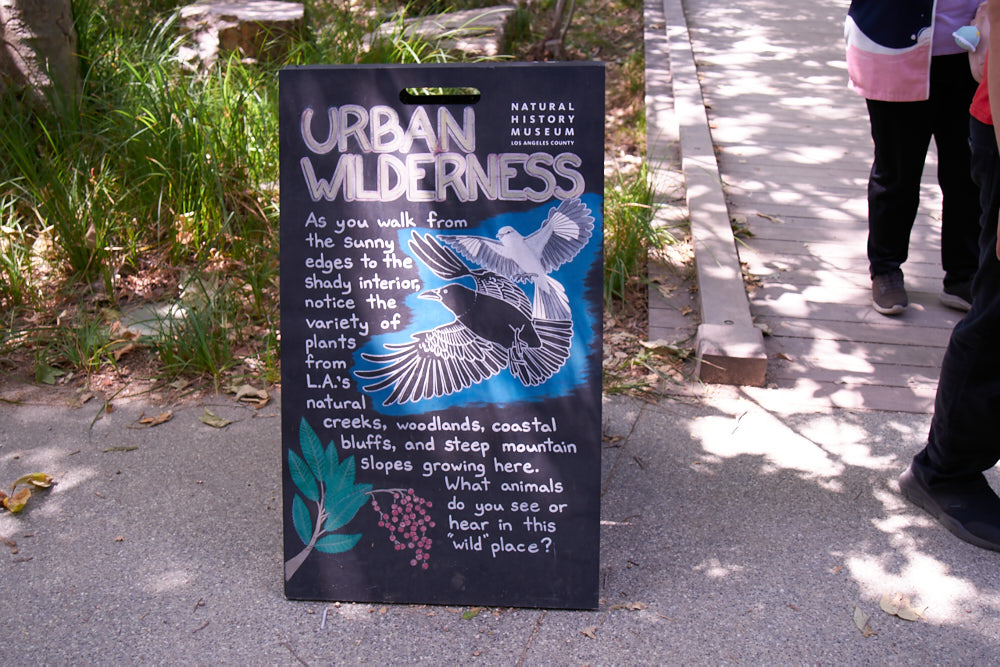 URBAN
WILDERNESS
NATURAL
HISTORY
MUSEUM
LOS ANGELES COUNTY
As you walk from
the sunny
edges to the
shady interior,
notice the
variety of
plants
from
L.A.'s
natural
creeks, woodlands, coastal
bluffs, and steep mountain
slopes growing here.
What animals
do you see or
hear in this
"wild" place?